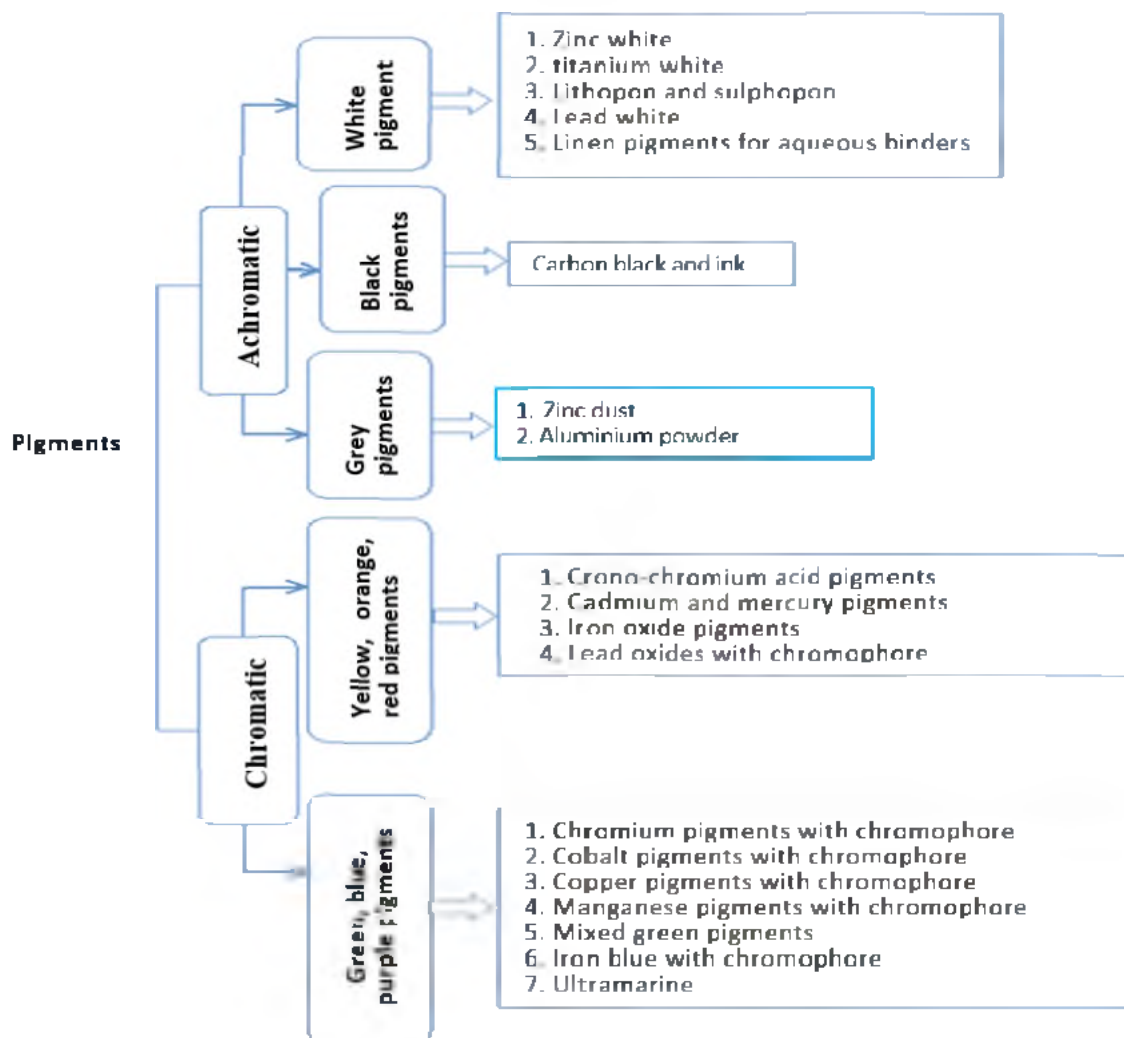 Pigments
Achromatic
White
pigment
1. Zinc white
2. titanium white
3. Lithopon and sulphopon
4. Lead white
5. Linen pigments for aqueous binders
Black
pigments
Carbon black and ink
Grey
pigments
1. Zinc dust
2. Aluminium powder
Chromatic
Yellow, orange,
red pigments
1. Crono-chromium acid pigments
2. Cadmium and mercury pigments
3. Iron oxide pigments
4. Lead oxides with chromophore
Green, blue,
purple pigments
1. Chromium pigments with chromophore
2. Cobalt pigments with chromophore
3. Copper pigments with chromophore
4. Manganese pigments with chromophore
5. Mixed green pigments
6. Iron blue with chromophore
7. Ultramarine